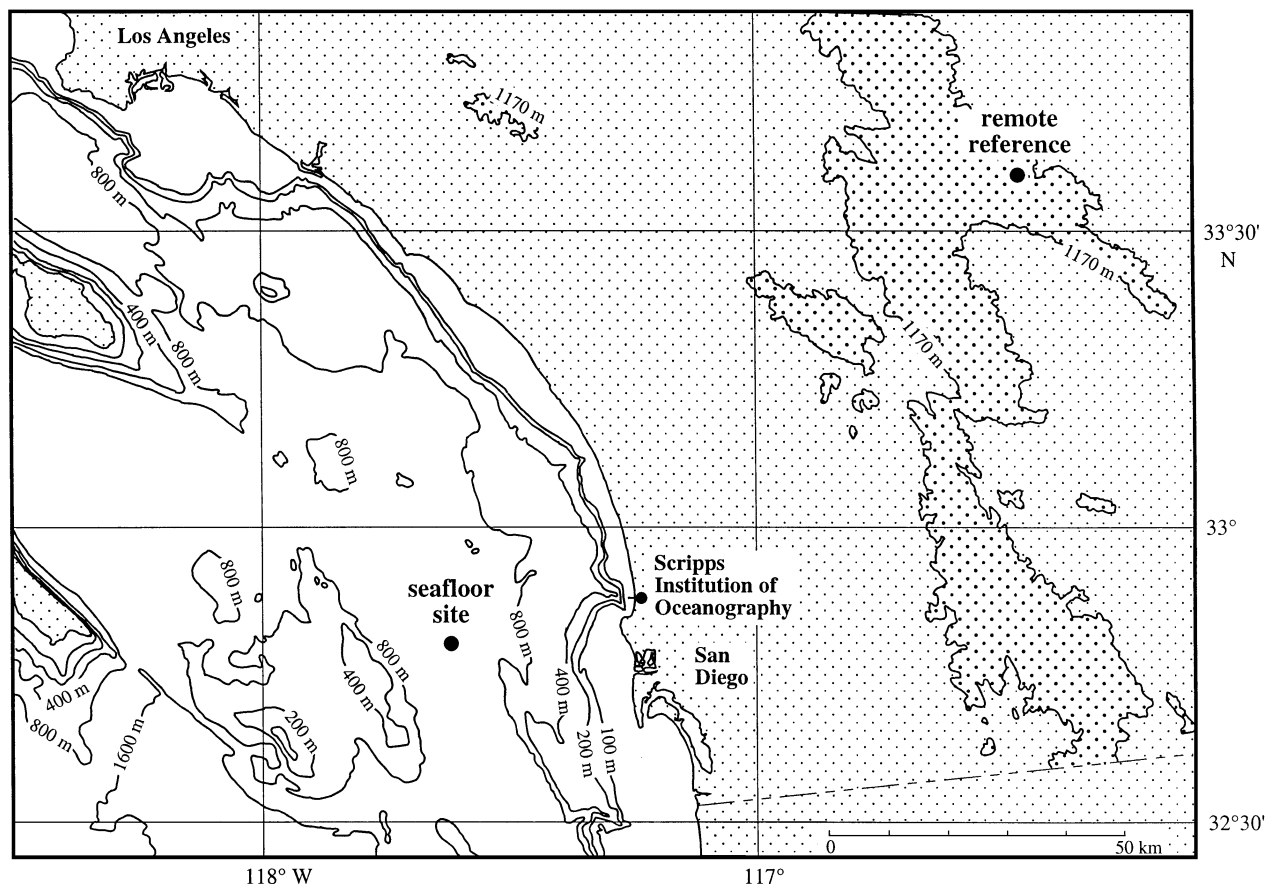 Los Angeles
1170 m
remote
reference
800 m
33°30'
N
1170 m
400 m
800 m
1170 m
800 m
33°
800 m
seafloor
site
Scripps
Institution of
Oceanography
800 m
800 m
San
Diego
400 m
400 m
400 m
800 m
200 m
1600 m
100 m
200 m
32°30'
0
50 km
118° W
117°